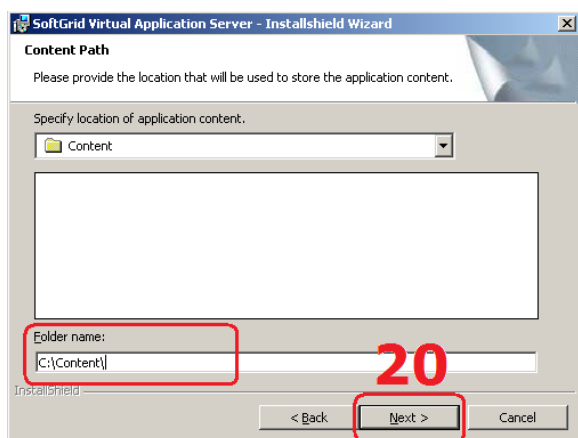 SoftGrid Virtual Application Server - Installshield Wizard
Content Path
Please provide the location that will be used to store the application content.
Specify location of application content.
Content
Folder name:
C:\Content\
20
InstallShield
< Back Next > Cancel